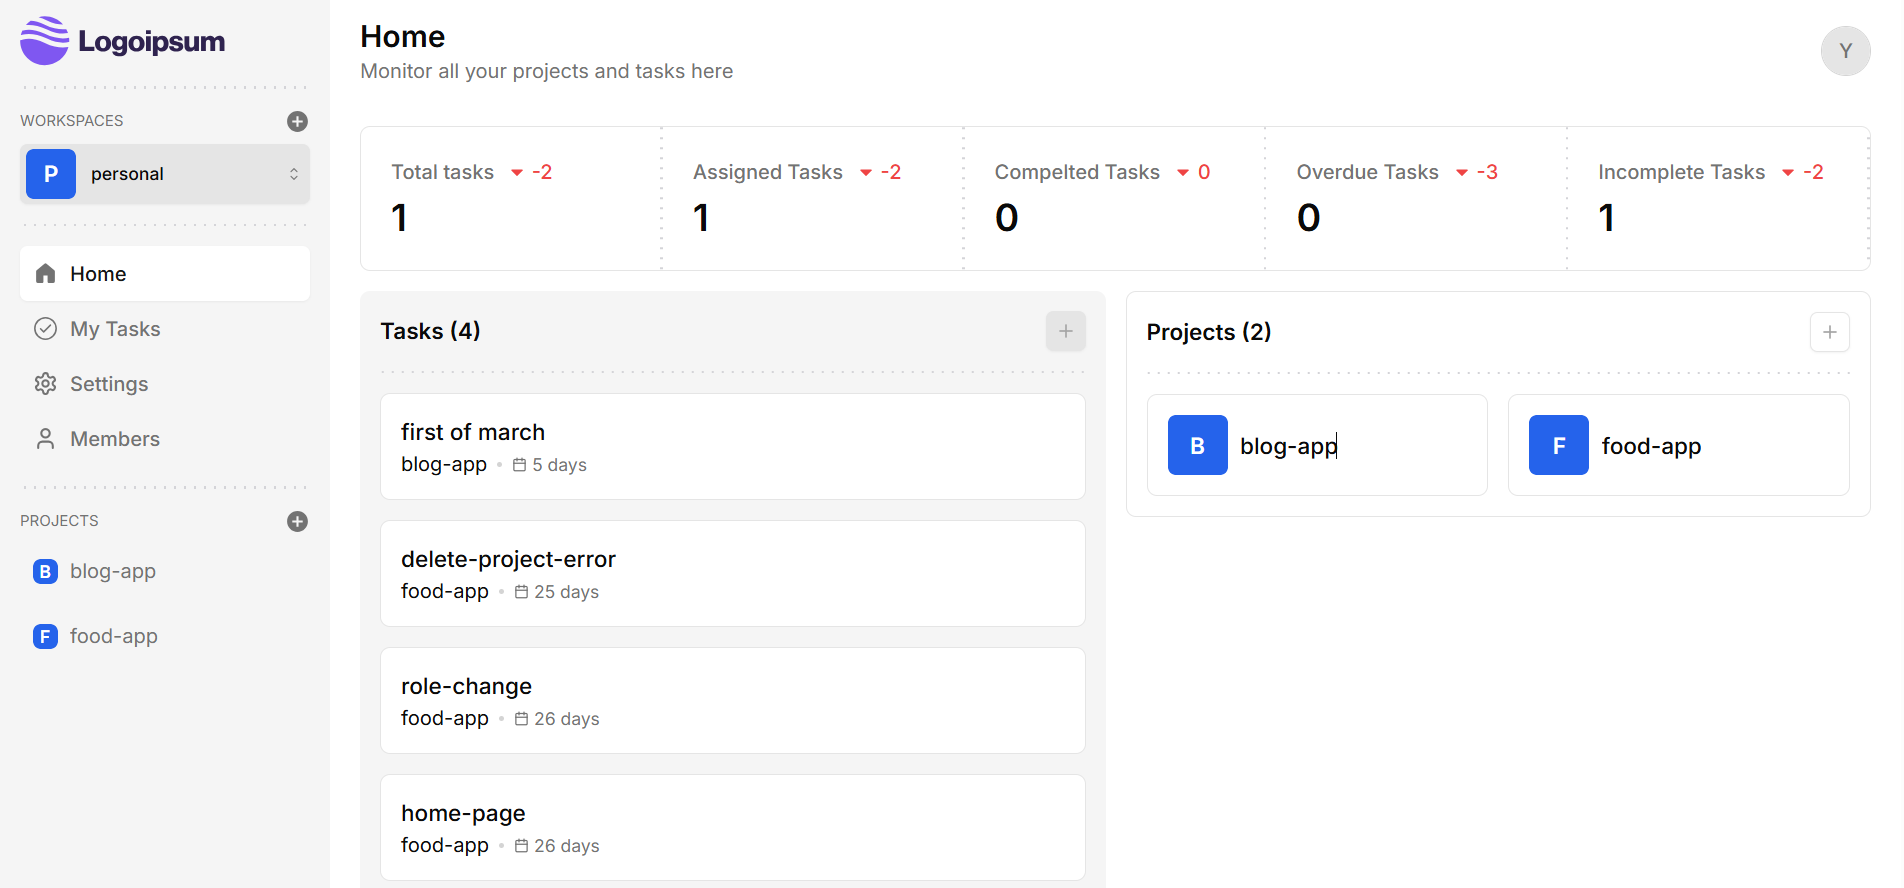 Logoipsum
WORKSPACES
P personal
Home
My Tasks
Settings
Members
PROJECTS
B blog-app
F food-app
Home
Monitor all your projects and tasks here
Y
Total tasks -2
1
Assigned Tasks -2
1
Compelted Tasks 0
0
Overdue Tasks -3
0
Incomplete Tasks -2
1
Tasks (4)
first of march
blog-app • 5 days
delete-project-error
food-app • 25 days
role-change
food-app • 26 days
home-page
food-app • 26 days
Projects (2)
B blog-app
F food-app